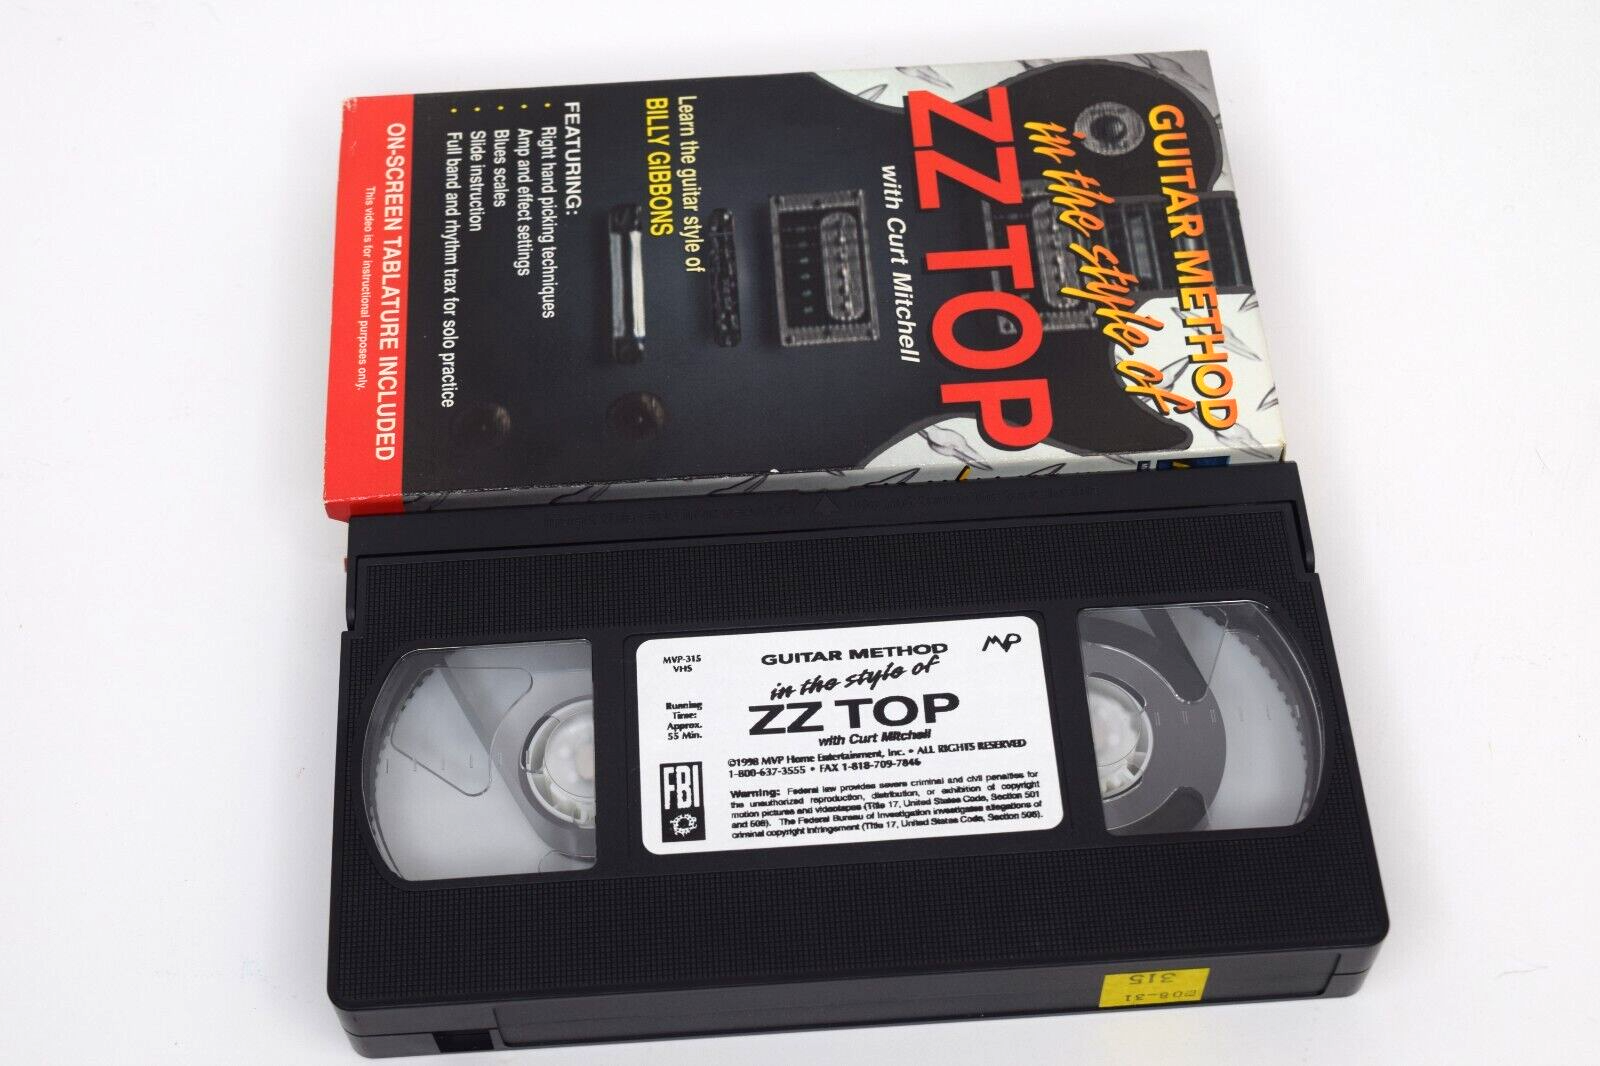 GUITAR METHOD
in the style of
ZZ TOP
with Curt Mitchell
Learn the guitar style of
BILLY GIBBONS
FEATURING:
• Right hand picking techniques
• Amp and effect settings
• Blues scales
• Slide instruction
• Full band and rhythm trax for solo practice
ON-SCREEN TABLATURE INCLUDED
This video is for instructional purposes only.
MVP-315
VHS
GUITAR METHOD
MVP
in the style of
ZZ TOP
with Curt Mitchell
Running
Time:
Approx.
55 Min.
©1998 MVP Home Entertainment, Inc. • ALL RIGHTS RESERVED
1-800-637-3555 • FAX 1-818-709-7846
FBI
Warning: Federal law provides severe criminal and civil penalties for
the unauthorized reproduction, distribution, or exhibition of copyright
motion pictures and videotapes (Title 17, United States Code, Section 501
and 506). The Federal Bureau of Investigation investigates allegations of
criminal copyright infringement (Title 17, United States Code, Section 506).
208-31
315